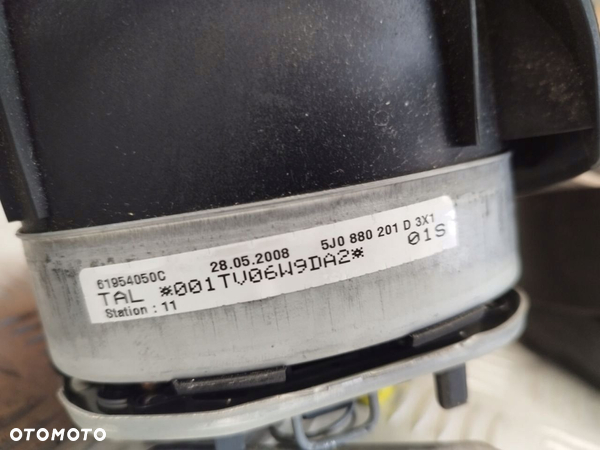 61954050C 28.05.2008 5J0 880 201 D 3X1
TAL *001TV06W9DA2* 01S
Station : 11
OTOMOTO